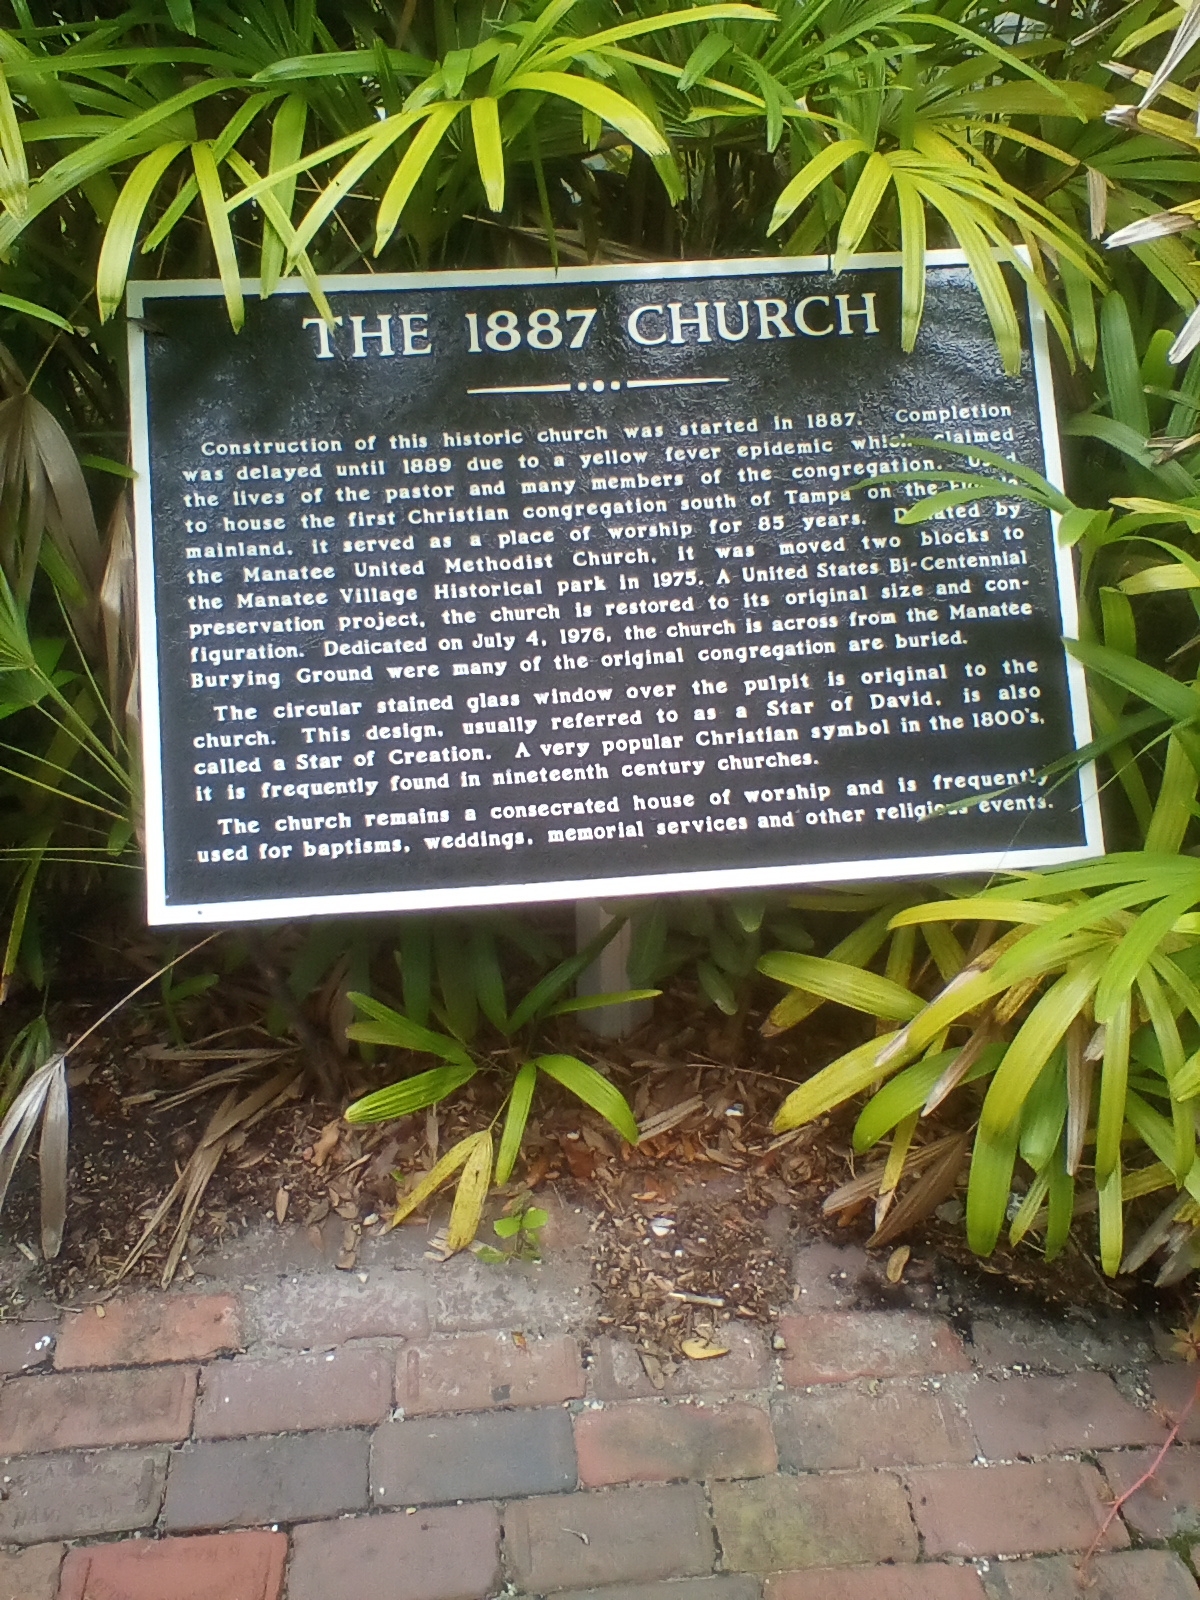 THE 1887 CHURCH
Construction of this historic church was started in 1887. Completion
was delayed until 1889 due to a yellow fever epidemic which claimed
the lives of the pastor and many members of the congregation. Used
to house the first Christian congregation south of Tampa on the
mainland, it served as a place of worship for 85 years. Donated by
the Manatee United Methodist Church, it was moved two blocks to
the Manatee Village Historical park in 1975. A United States Bi-Centennial
preservation project, the church is restored to its original size and con-
figuration. Dedicated on July 4, 1976, the church is across from the Manatee
Burying Ground were many of the original congregation are buried.
The circular stained glass window over the pulpit is original to the
church. This design, usually referred to as a Star of David, is also
called a Star of Creation. A very popular Christian symbol in the 1800's,
it is frequently found in nineteenth century churches.
The church remains a consecrated house of worship and is frequently
used for baptisms, weddings, memorial services and other religious events.